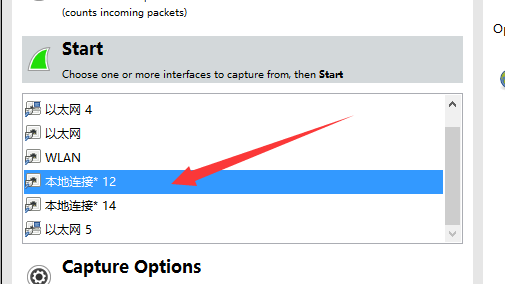 (counts incoming packets)
Start
Choose one or more interfaces to capture from, then Start
以太网 4
以太网
WLAN
本地连接* 12
本地连接* 14
以太网 5
Capture Options